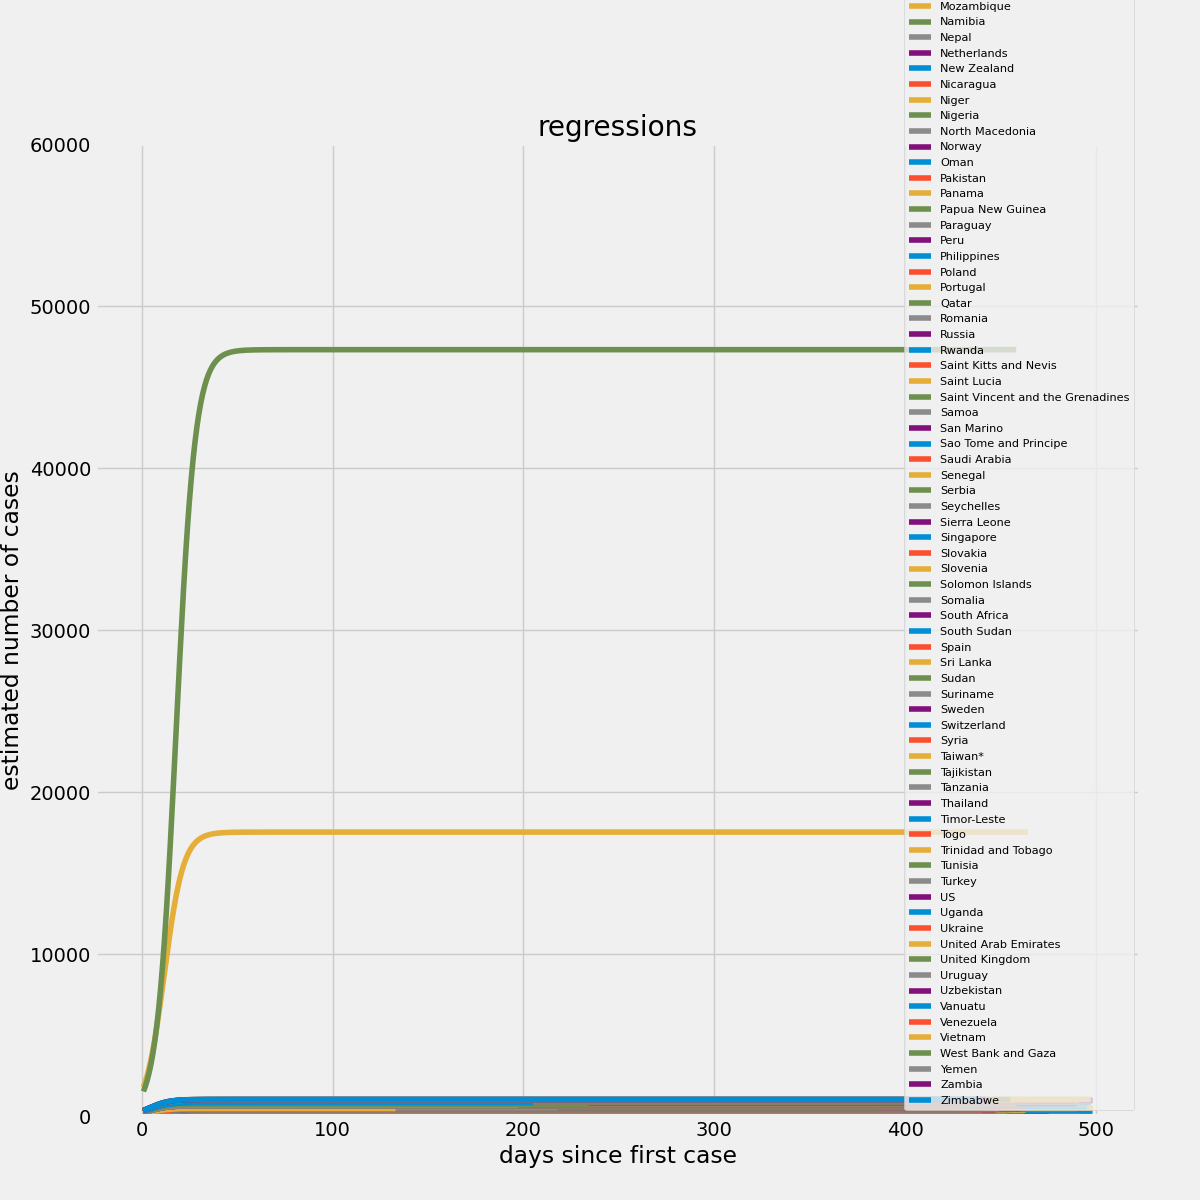 regressions
60000
50000
40000
30000
20000
10000
0
estimated number of cases
0 100 200 300 400 500
days since first case
Mozambique
Namibia
Nepal
Netherlands
New Zealand
Nicaragua
Niger
Nigeria
North Macedonia
Norway
Oman
Pakistan
Panama
Papua New Guinea
Paraguay
Peru
Philippines
Poland
Portugal
Qatar
Romania
Russia
Rwanda
Saint Kitts and Nevis
Saint Lucia
Saint Vincent and the Grenadines
Samoa
San Marino
Sao Tome and Principe
Saudi Arabia
Senegal
Serbia
Seychelles
Sierra Leone
Singapore
Slovakia
Slovenia
Solomon Islands
Somalia
South Africa
South Sudan
Spain
Sri Lanka
Sudan
Suriname
Sweden
Switzerland
Syria
Taiwan*
Tajikistan
Tanzania
Thailand
Timor-Leste
Togo
Trinidad and Tobago
Tunisia
Turkey
US
Uganda
Ukraine
United Arab Emirates
United Kingdom
Uruguay
Uzbekistan
Vanuatu
Venezuela
Vietnam
West Bank and Gaza
Yemen
Zambia
Zimbabwe